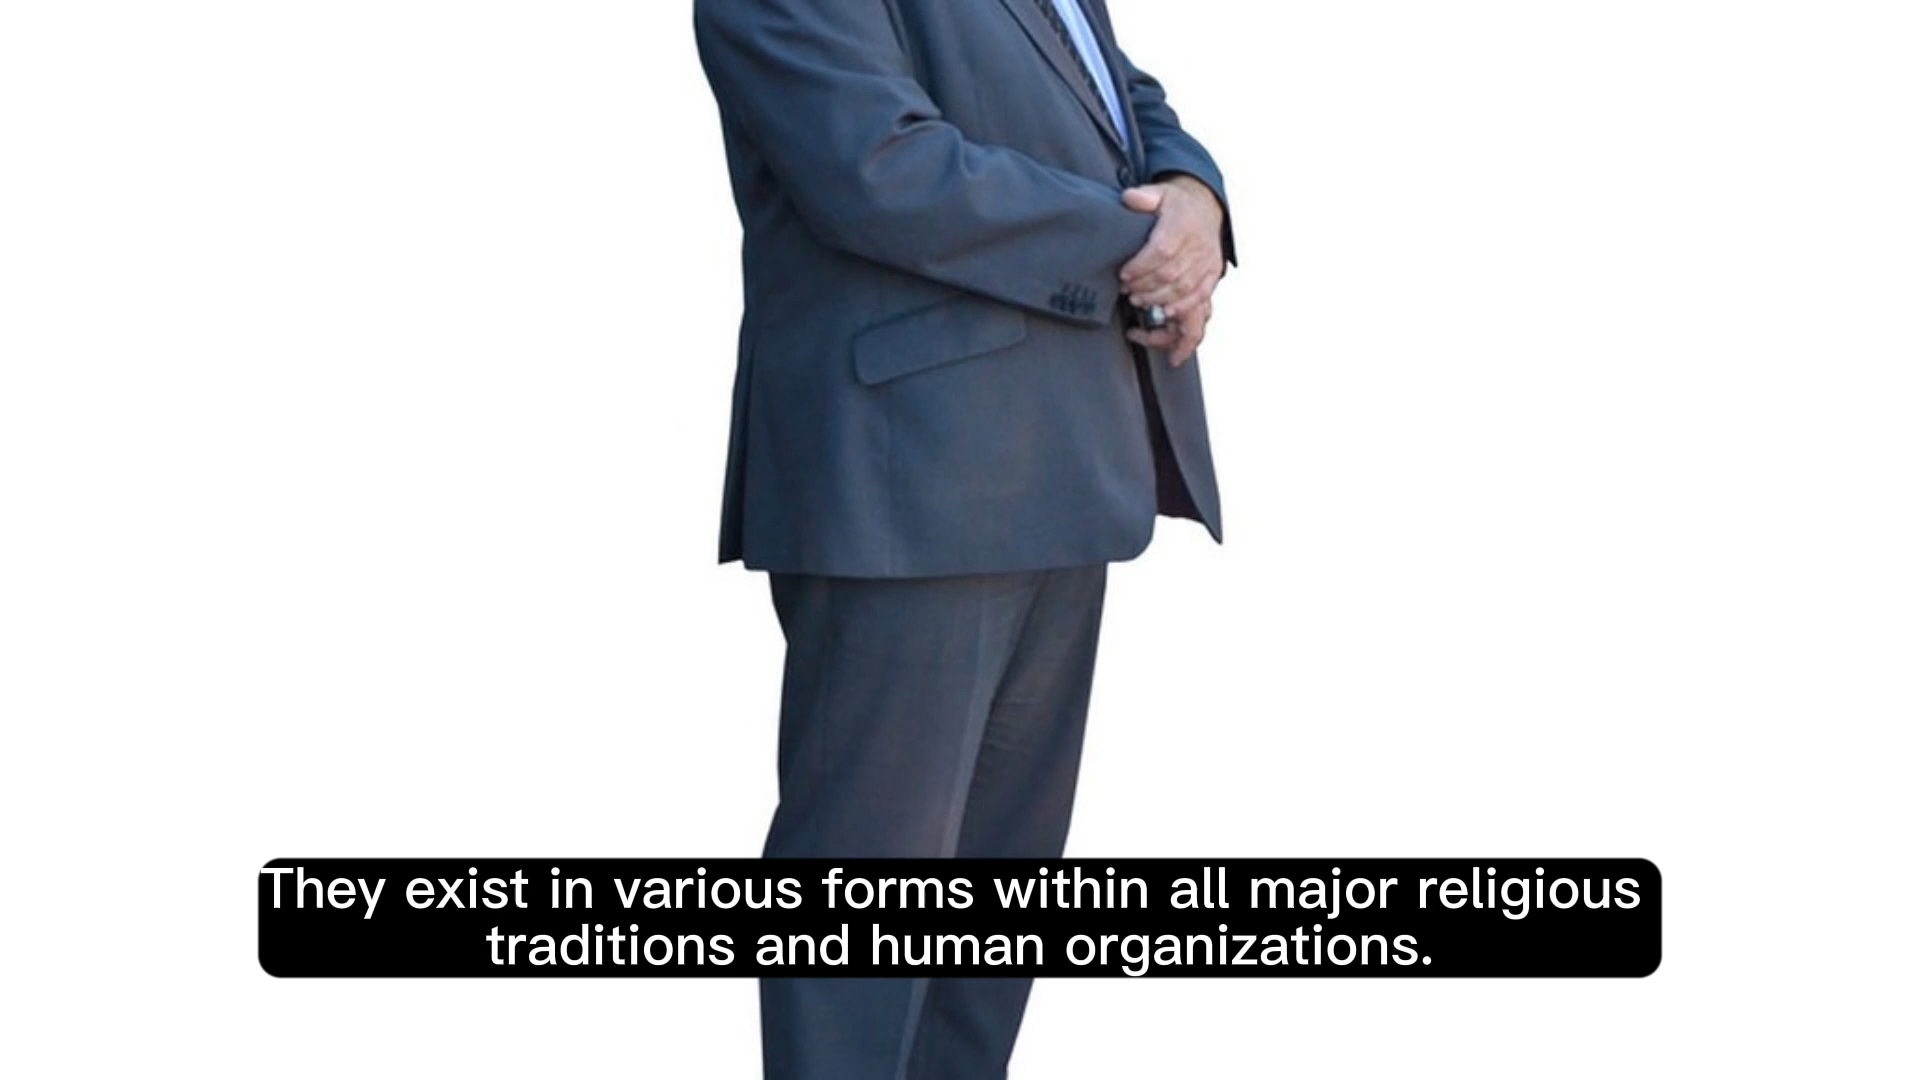 They exist in various forms within all major religious
traditions and human organizations.